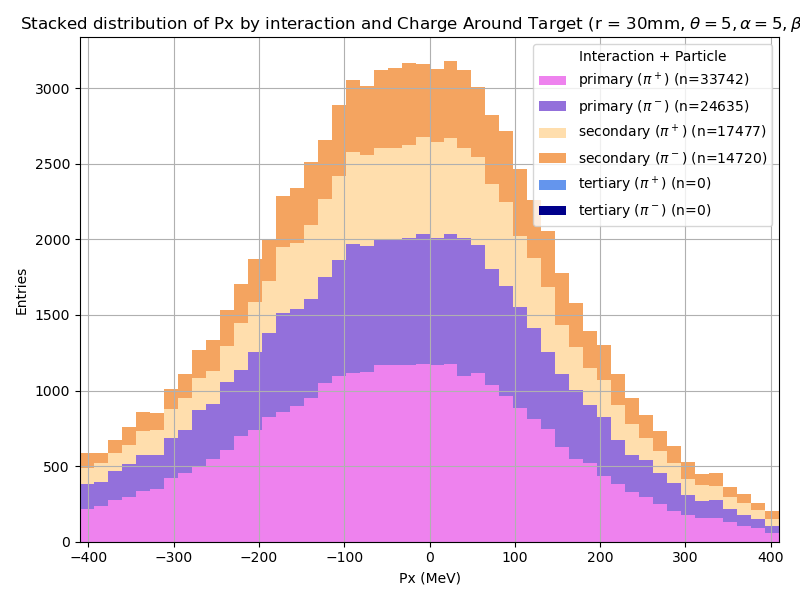 Stacked distribution of Px by interaction and Charge Around Target (r = 30mm, θ = 5, α = 5, β
Interaction + Particle
primary (π⁺) (n=33742)
primary (π⁻) (n=24635)
secondary (π⁺) (n=17477)
secondary (π⁻) (n=14720)
tertiary (π⁺) (n=0)
tertiary (π⁻) (n=0)
Entries
3000
2500
2000
1500
1000
500
0
−400 −300 −200 −100 0 100 200 300 400
Px (MeV)